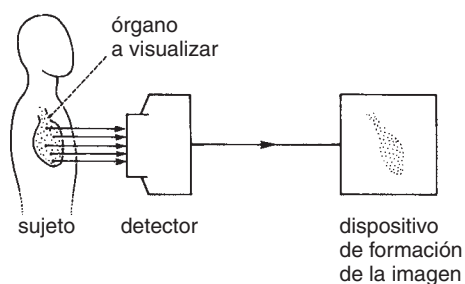 órgano
a visualizar
sujeto
detector
dispositivo
de formación
de la imagen